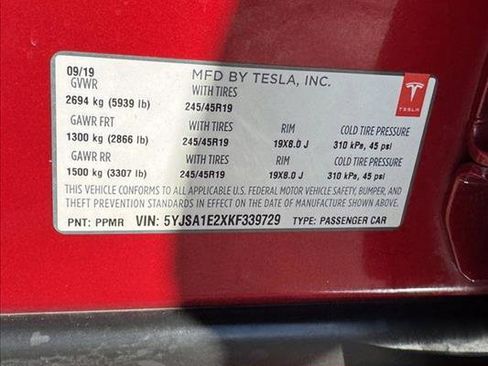 09/19 MFD BY TESLA, INC.
GVWR WITH TIRES
2694 kg (5939 lb) 245/45R19
GAWR FRT WITH TIRES RIM COLD TIRE PRESSURE
1300 kg (2866 lb) 245/45R19 19X8.0 J 310 kPa, 45 psi
GAWR RR WITH TIRES RIM COLD TIRE PRESSURE
1500 kg (3307 lb) 245/45R19 19X8.0 J 310 kPa, 45 psi
THIS VEHICLE CONFORMS TO ALL APPLICABLE U.S. FEDERAL MOTOR VEHICLE SAFETY, BUMPER, AND
THEFT PREVENTION STANDARDS IN EFFECT ON THE DATE OF MANUFACTURE SHOWN ABOVE.
PNT: PPMR VIN: 5YJSA1E2XKF339729 TYPE: PASSENGER CAR
TESLA